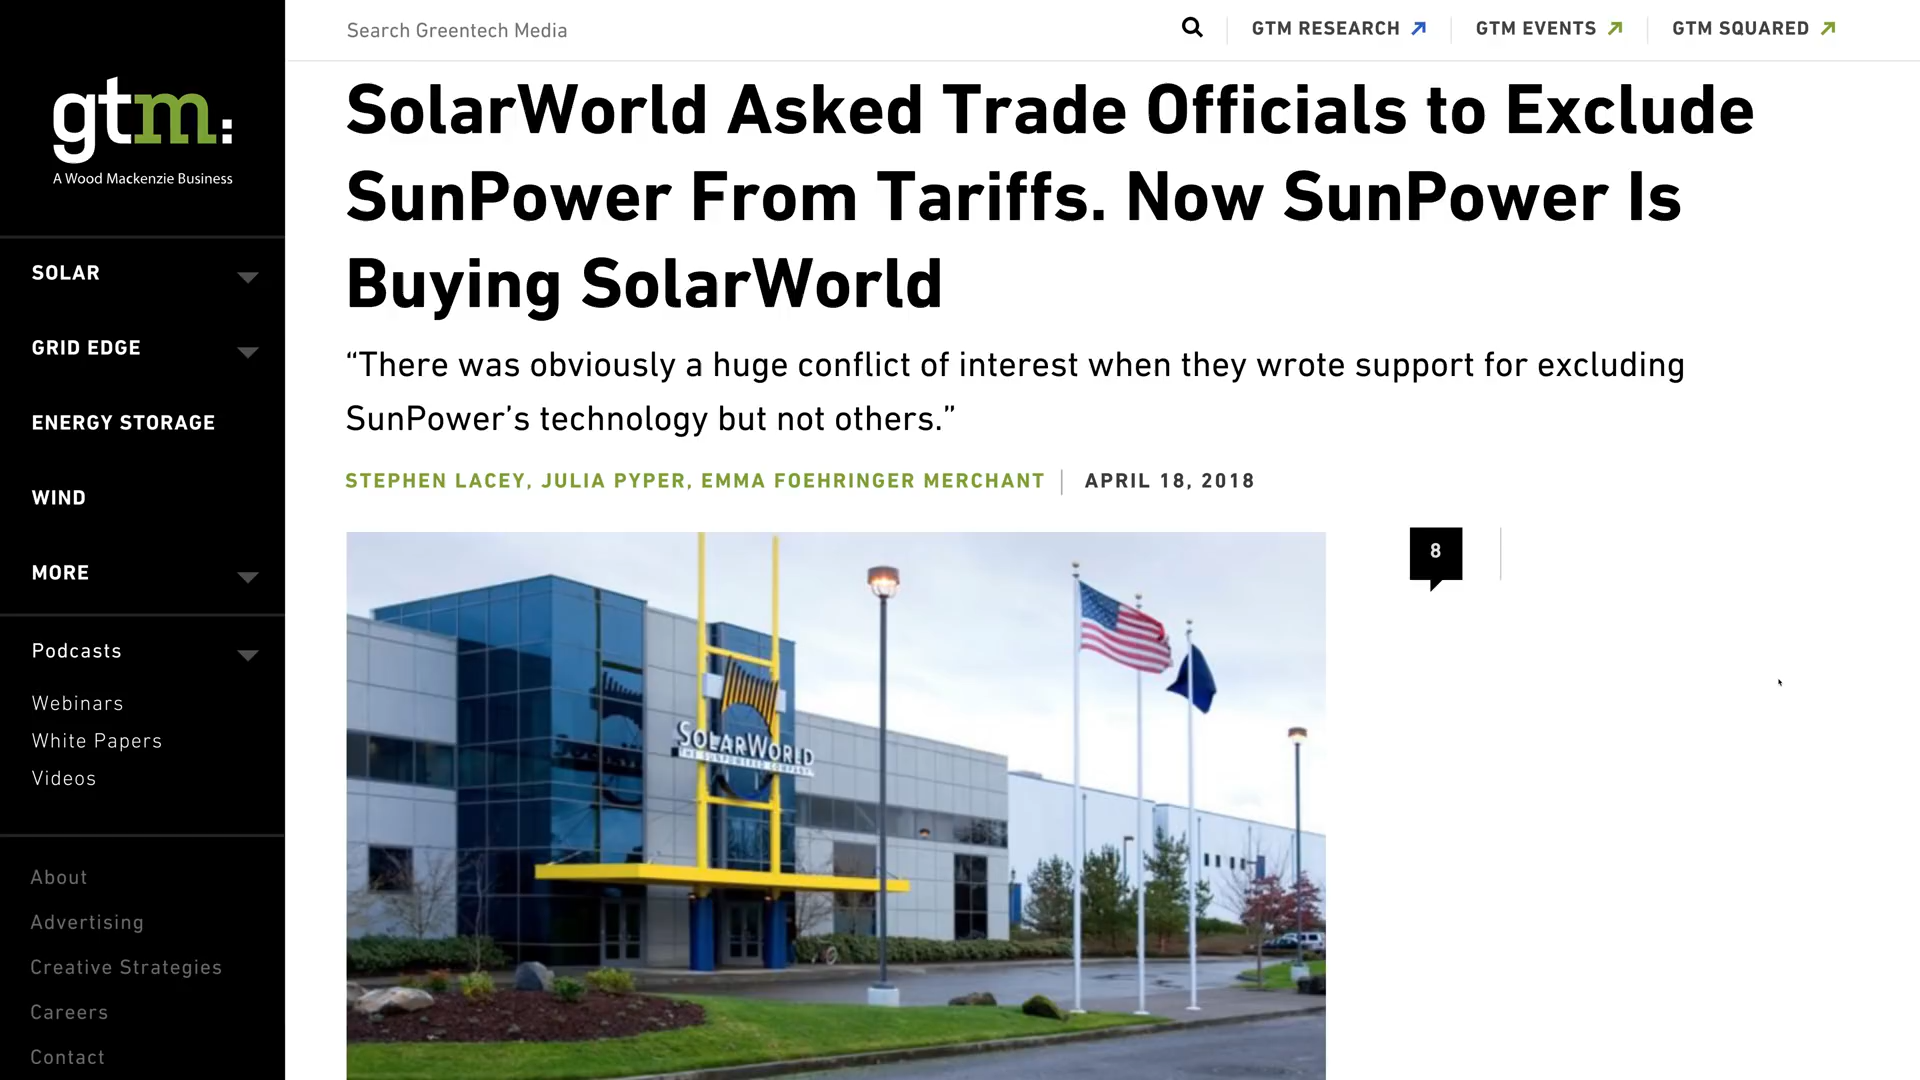 Search Greentech Media
GTM RESEARCH
GTM EVENTS
GTM SQUARED
gtm:
A Wood Mackenzie Business
SOLAR
GRID EDGE
ENERGY STORAGE
WIND
MORE
Podcasts
Webinars
White Papers
Videos
About
Advertising
Creative Strategies
Careers
Contact
SolarWorld Asked Trade Officials to Exclude
SunPower From Tariffs. Now SunPower Is
Buying SolarWorld
“There was obviously a huge conflict of interest when they wrote support for excluding
SunPower’s technology but not others.”
STEPHEN LACEY, JULIA PYPER, EMMA FOEHRINGER MERCHANT | APRIL 18, 2018
8
SOLARWORLD
THE SUNPOWERED COMPANY